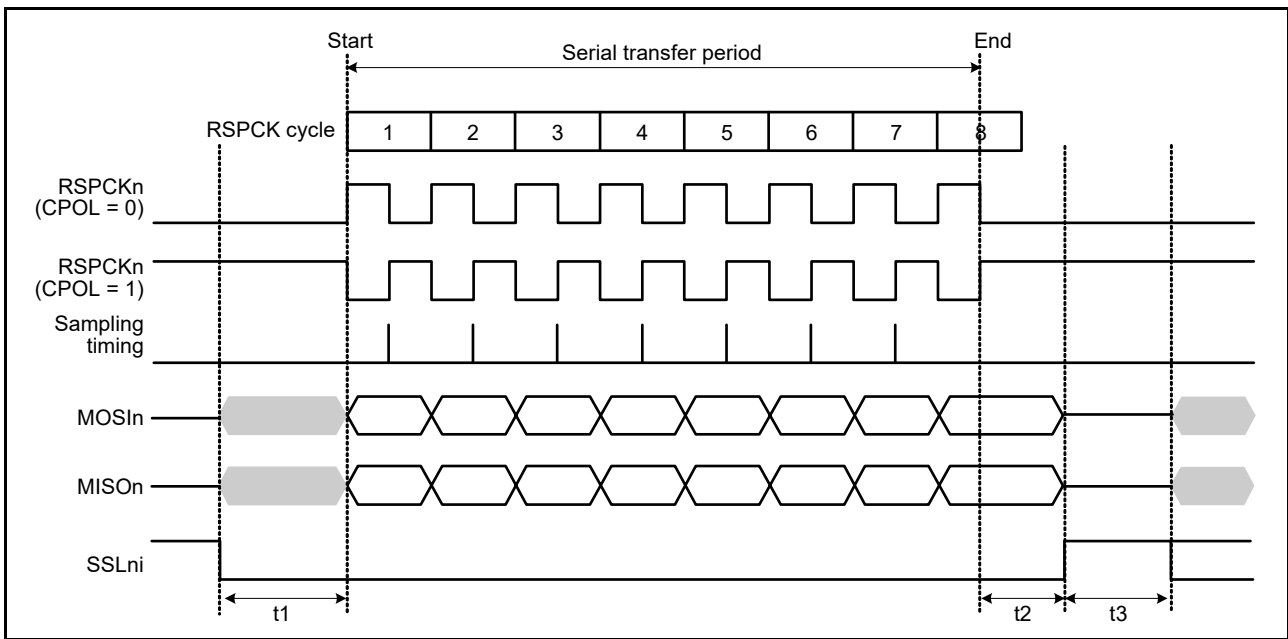 Start
End
Serial transfer period
RSPCK cycle
1 2 3 4 5 6 7 8
RSPCKn
(CPOL = 0)
RSPCKn
(CPOL = 1)
Sampling
timing
MOSIn
MISOn
SSLni
t1
t2
t3